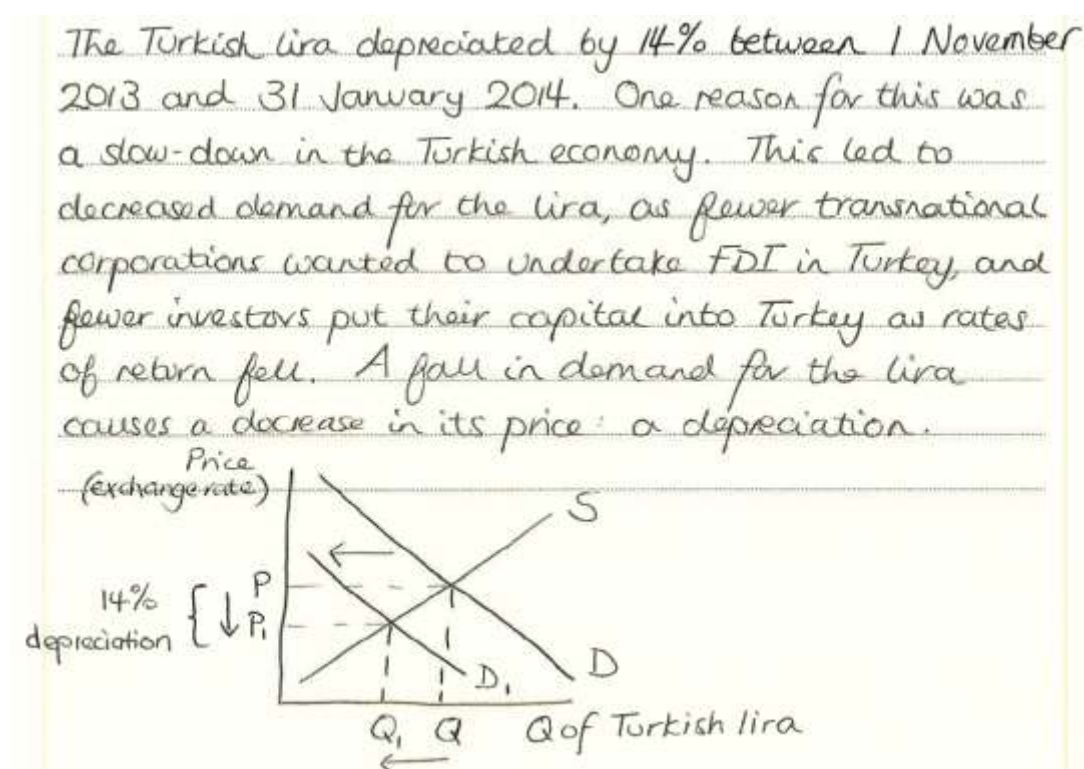 The Turkish lira depreciated by 14% between 1 November
2013 and 31 January 2014. One reason for this was
a slow-down in the Turkish economy. This led to
decreased demand for the lira, as fewer transnational
corporations wanted to undertake FDI in Turkey, and
fewer investors put their capital into Turkey as rates
of return fell. A fall in demand for the lira
causes a decrease in its price: a depreciation.
Price
(exchange rate)
S
14%
depreciation
P
P₁
D₁
D
Q₁ Q Q of Turkish lira